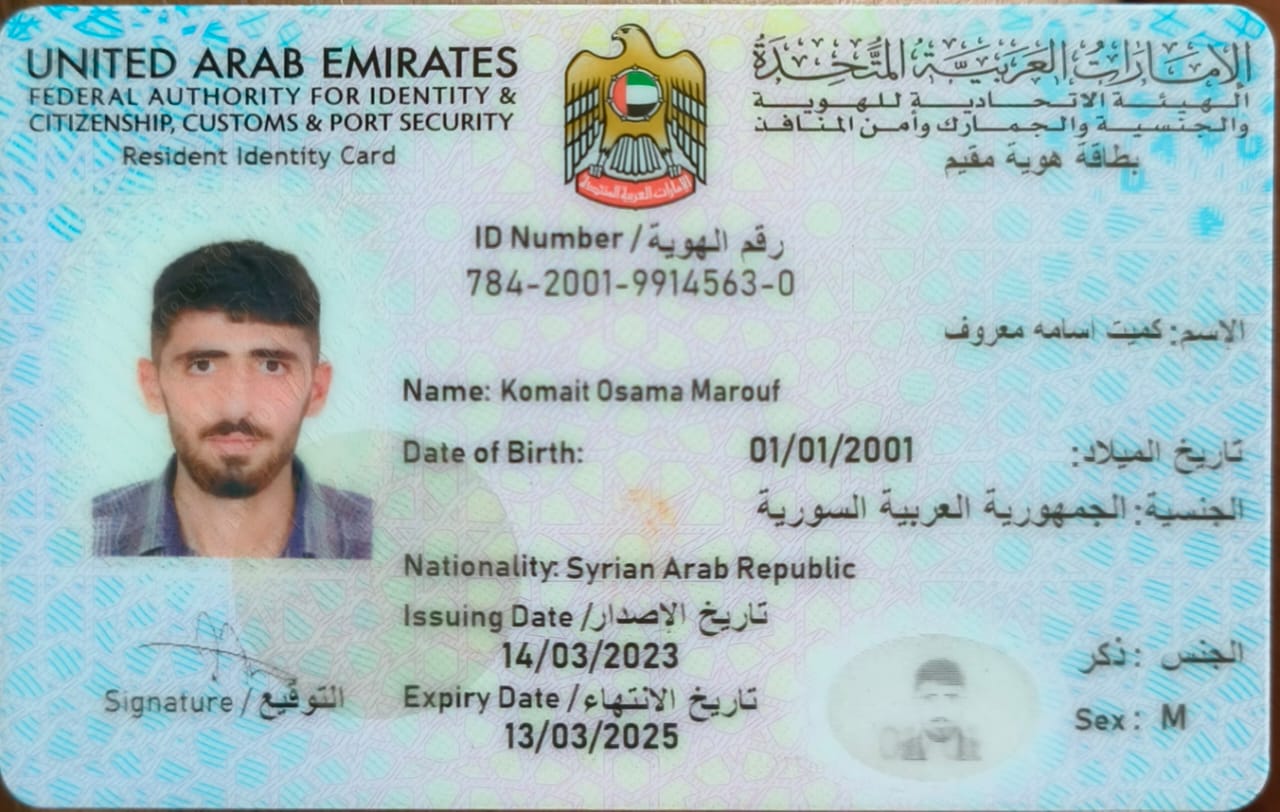 UNITED ARAB EMIRATES
FEDERAL AUTHORITY FOR IDENTITY &
CITIZENSHIP, CUSTOMS & PORT SECURITY
Resident Identity Card
الإمارات العربية المتحدة
الهيئة الاتحادية للهوية
والجنسية والجمارك وأمن المنافذ
بطاقة هوية مقيم
الإمارات العربية المتحدة
ID Number / رقم الهوية
784-2001-9914563-0
الإسم: كميت اسامه معروف
Name: Komait Osama Marouf
Date of Birth: 01/01/2001 تاريخ الميلاد:
الجنسية: الجمهورية العربية السورية
Nationality: Syrian Arab Republic
Issuing Date / تاريخ الإصدار
14/03/2023
Expiry Date / تاريخ الانتهاء
13/03/2025
الجنس: ذكر
Sex: M
Signature / التوقيع